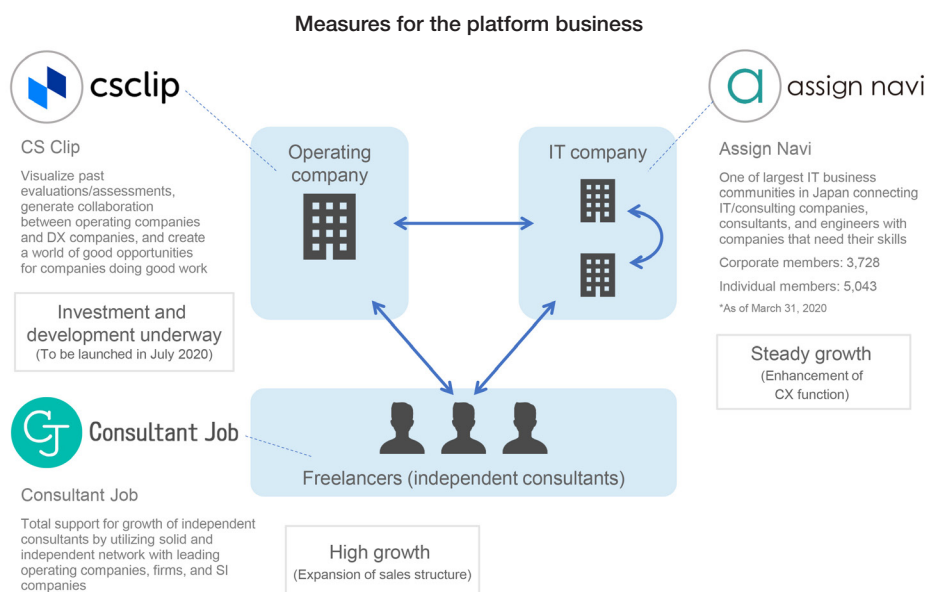 Measures for the platform business
csclip
CS Clip
Visualize past
evaluations/assessments,
generate collaboration
between operating companies
and DX companies, and create
a world of good opportunities
for companies doing good work
Investment and
development underway
(To be launched in July 2020)
Operating
company
IT company
a
assign navi
Assign Navi
One of largest IT business
communities in Japan connecting
IT/consulting companies,
consultants, and engineers with
companies that need their skills
Corporate members: 3,728
Individual members: 5,043
*As of March 31, 2020
Steady growth
(Enhancement of
CX function)
CJ
Consultant Job
Consultant Job
Total support for growth of independent
consultants by utilizing solid and
independent network with leading
operating companies, firms, and SI
companies
Freelancers (independent consultants)
High growth
(Expansion of sales structure)